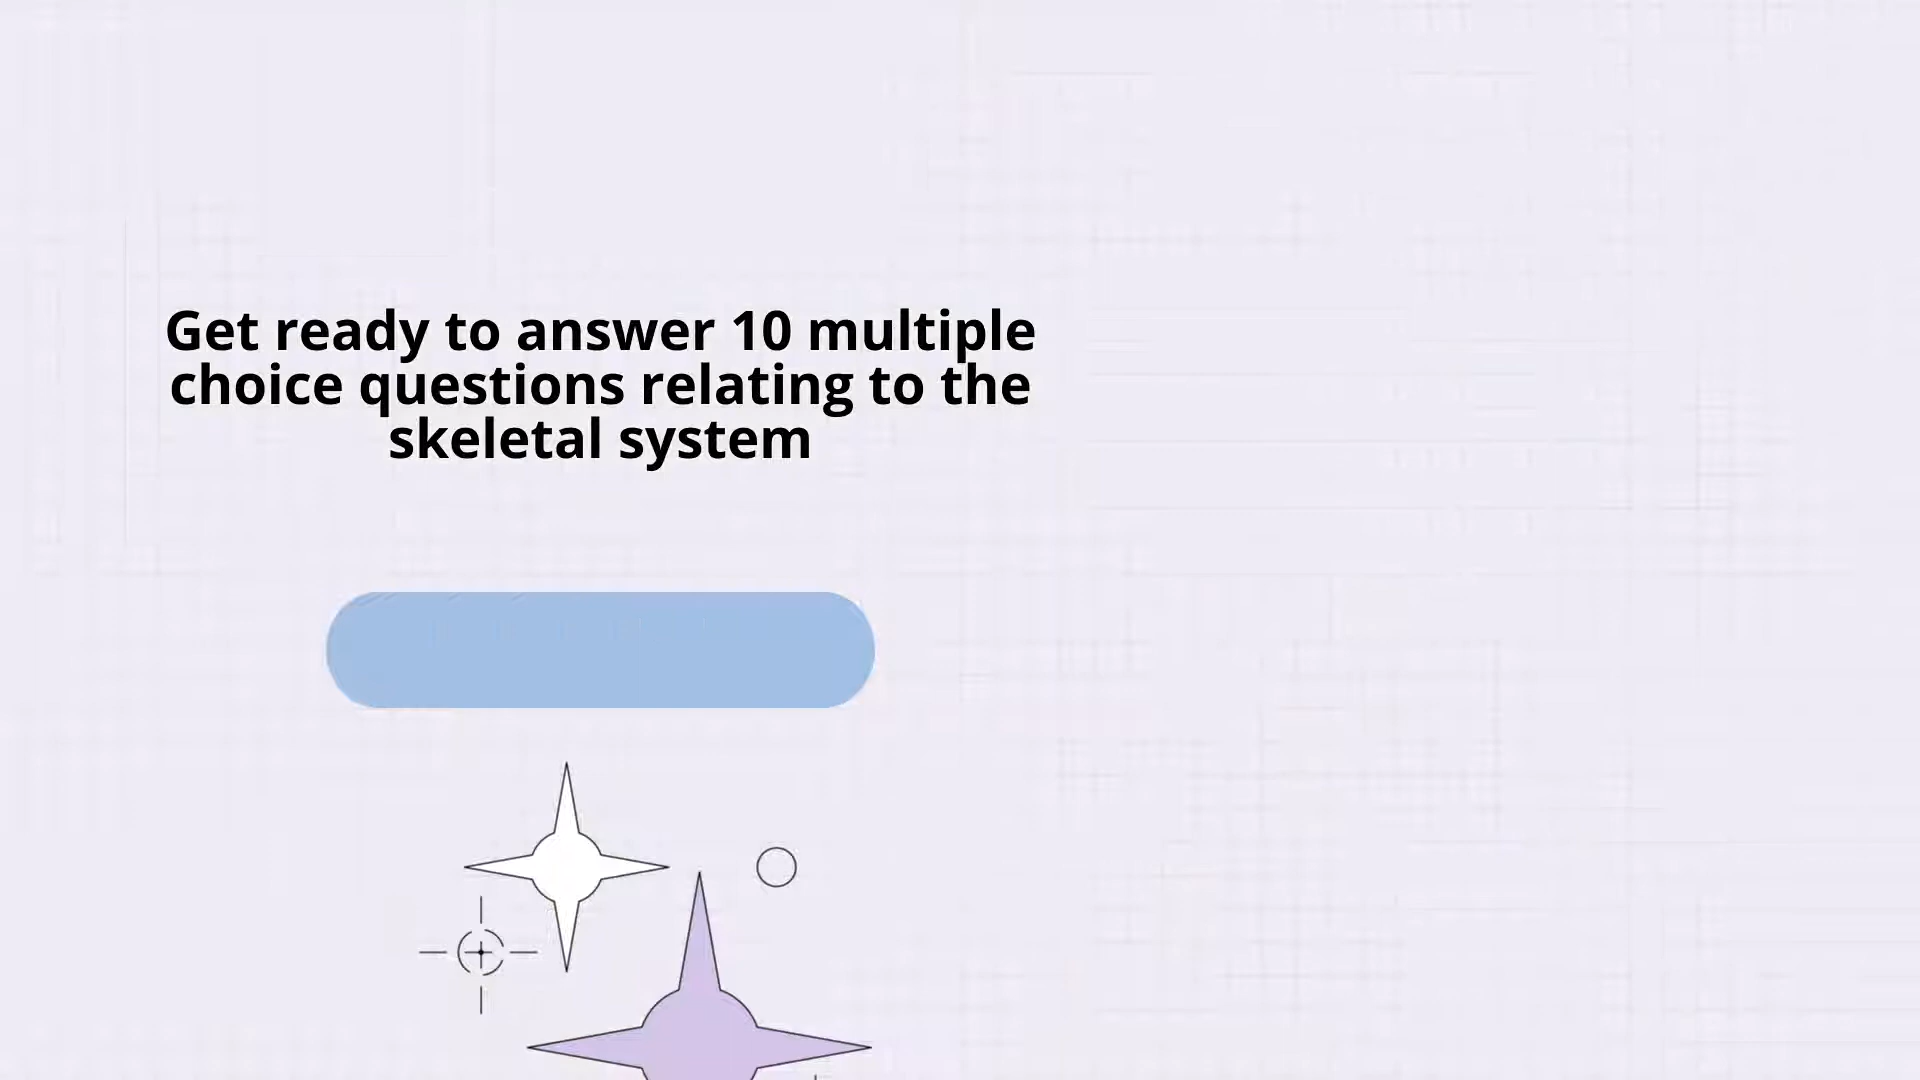 Get ready to answer 10 multiple
choice questions relating to the
skeletal system